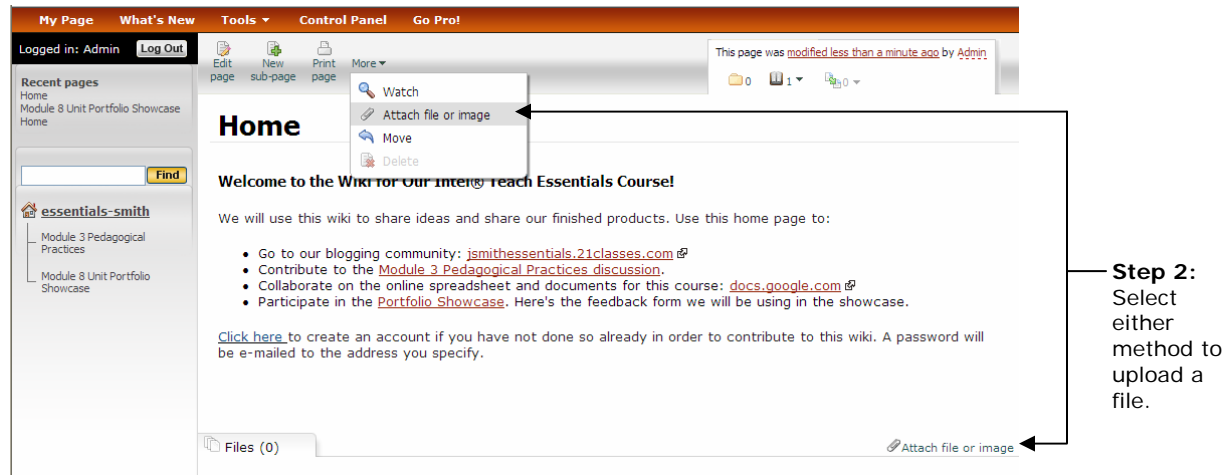 My Page What's New Tools Control Panel Go Pro!
Logged in: Admin Log Out
Edit page
New sub-page
Print page
More
This page was modified less than a minute ago by Admin
0 1 0
Recent pages
Home
Module 8 Unit Portfolio Showcase
Home
Find
essentials-smith
Module 3 Pedagogical
Practices
Module 8 Unit Portfolio
Showcase
Watch
Attach file or image
Move
Delete
Home
Welcome to the Wiki for Our Intel® Teach Essentials Course!
We will use this wiki to share ideas and share our finished products. Use this home page to:
• Go to our blogging community: jsmithessentials.21classes.com
• Contribute to the Module 3 Pedagogical Practices discussion.
• Collaborate on the online spreadsheet and documents for this course: docs.google.com
• Participate in the Portfolio Showcase. Here's the feedback form we will be using in the showcase.
Click here to create an account if you have not done so already in order to contribute to this wiki. A password will
be e-mailed to the address you specify.
Files (0)
Attach file or image
Step 2:
Select
either
method to
upload a
file.